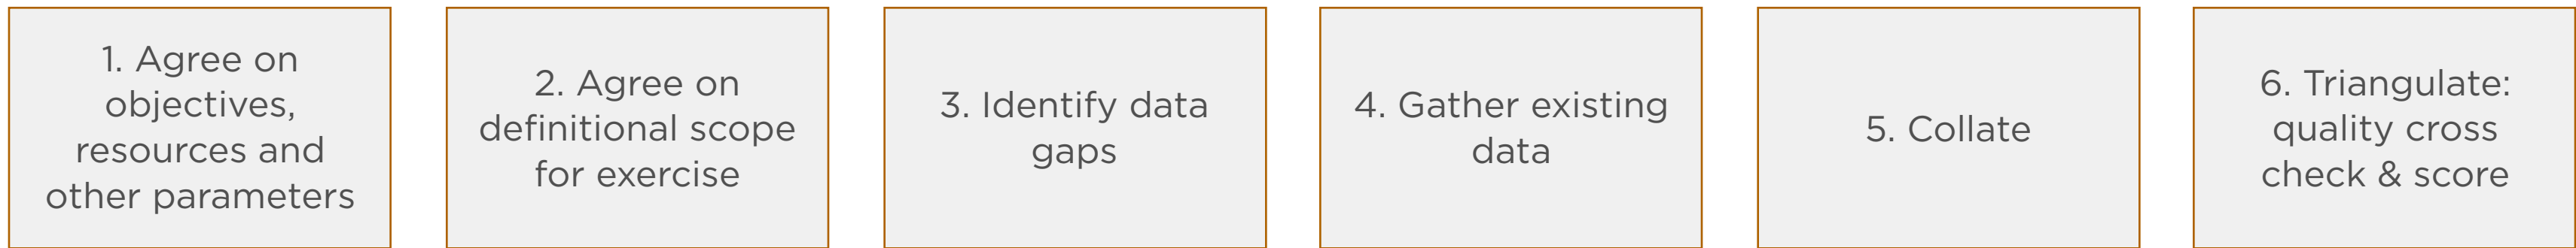 1. Agree on
objectives,
resources and
other parameters
2. Agree on
definitional scope
for exercise
3. Identify data
gaps
4. Gather existing
data
5. Collate
6. Triangulate:
quality cross
check & score